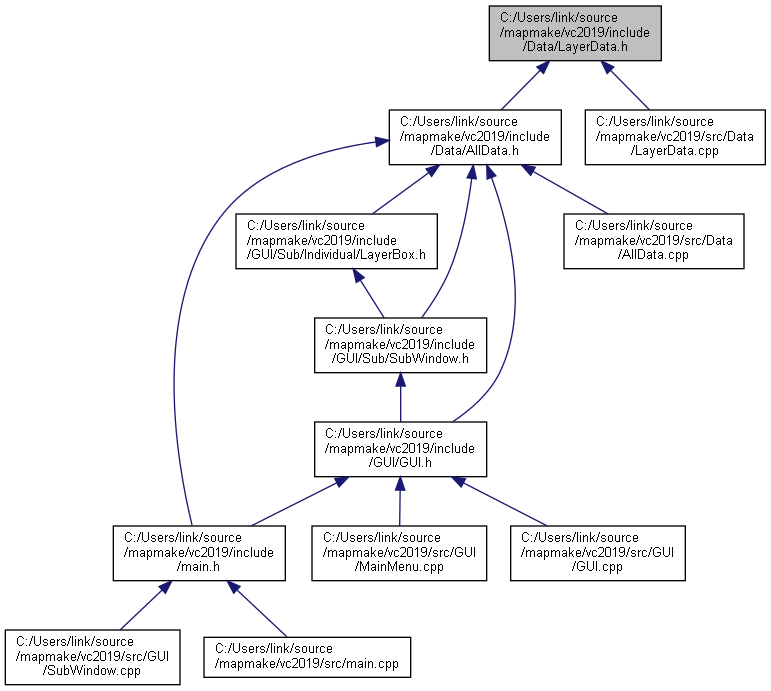 C:/Users/link/source
/mapmake/vc2019/include
/Data/LayerData.h
C:/Users/link/source
/mapmake/vc2019/include
/Data/AllData.h
C:/Users/link/source
/mapmake/vc2019/src/Data
/LayerData.cpp
C:/Users/link/source
/mapmake/vc2019/include
/GUI/Sub/Individual/LayerBox.h
C:/Users/link/source
/mapmake/vc2019/src/Data
/AllData.cpp
C:/Users/link/source
/mapmake/vc2019/include
/GUI/Sub/SubWindow.h
C:/Users/link/source
/mapmake/vc2019/include
/GUI/GUI.h
C:/Users/link/source
/mapmake/vc2019/include
/main.h
C:/Users/link/source
/mapmake/vc2019/src/GUI
/MainMenu.cpp
C:/Users/link/source
/mapmake/vc2019/src/GUI
/GUI.cpp
C:/Users/link/source
/mapmake/vc2019/src/GUI
/SubWindow.cpp
C:/Users/link/source
/mapmake/vc2019/src/main.cpp